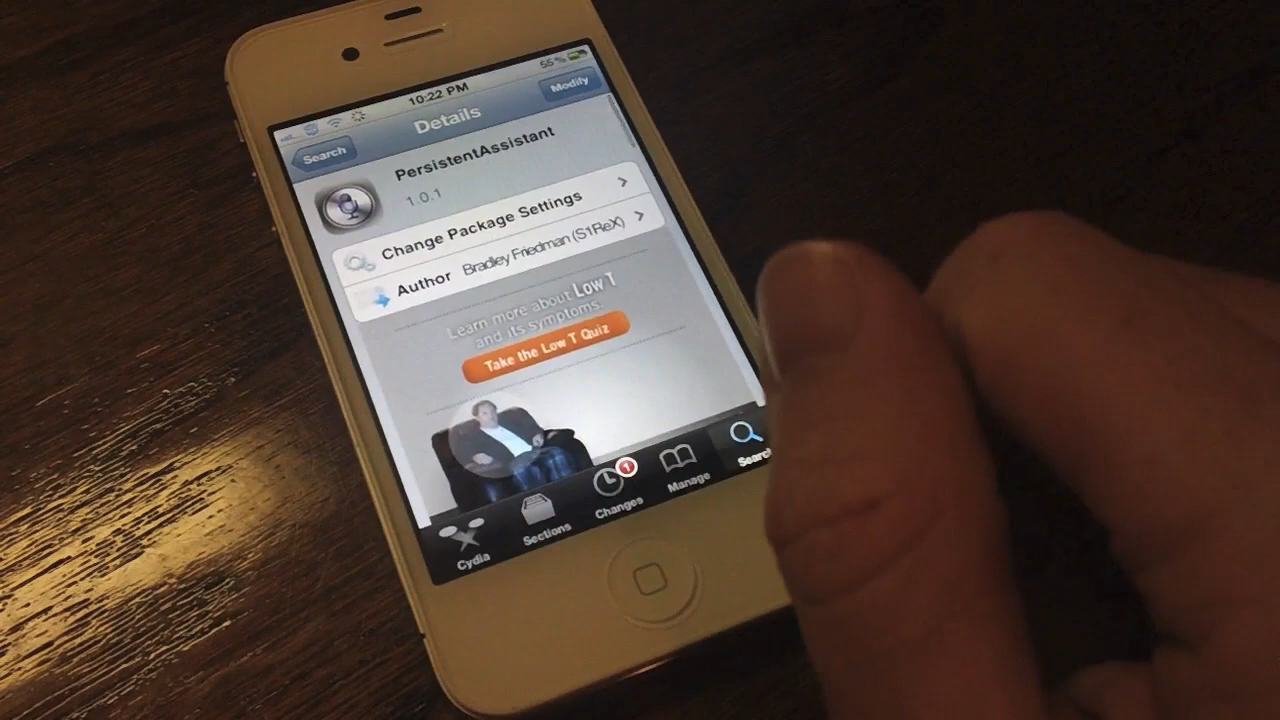 10:22 PM
55%
Search
Details
Modify
PersistentAssistant
1.0.1
Change Package Settings
Author Bradley Friedman (S1ReX)
Learn more about Low T
and its symptoms.
Take the Low T Quiz
Cydia
Sections
Changes
1
Manage
Search